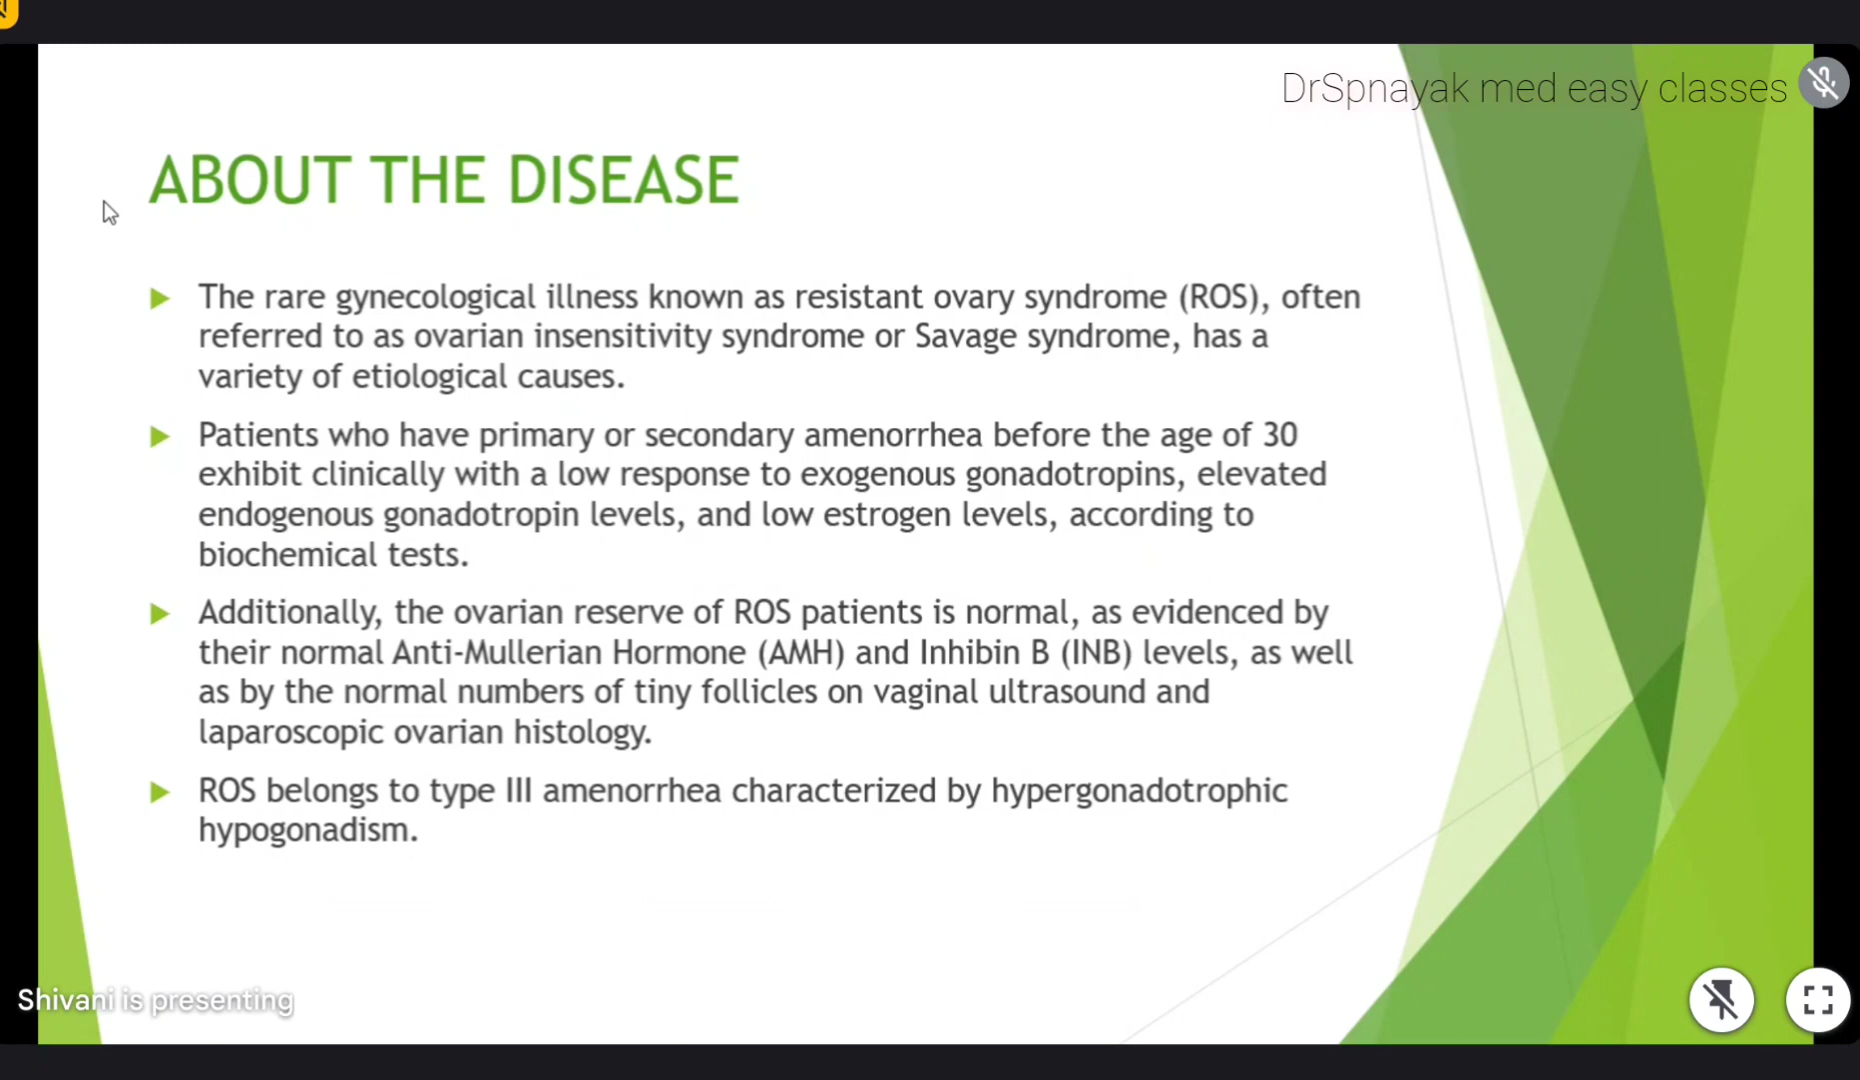 DrSpnayak med easy classes
ABOUT THE DISEASE
The rare gynecological illness known as resistant ovary syndrome (ROS), often
referred to as ovarian insensitivity syndrome or Savage syndrome, has a
variety of etiological causes.
Patients who have primary or secondary amenorrhea before the age of 30
exhibit clinically with a low response to exogenous gonadotropins, elevated
endogenous gonadotropin levels, and low estrogen levels, according to
biochemical tests.
Additionally, the ovarian reserve of ROS patients is normal, as evidenced by
their normal Anti-Mullerian Hormone (AMH) and Inhibin B (INB) levels, as well
as by the normal numbers of tiny follicles on vaginal ultrasound and
laparoscopic ovarian histology.
ROS belongs to type III amenorrhea characterized by hypergonadotrophic
hypogonadism.
Shivani is presenting